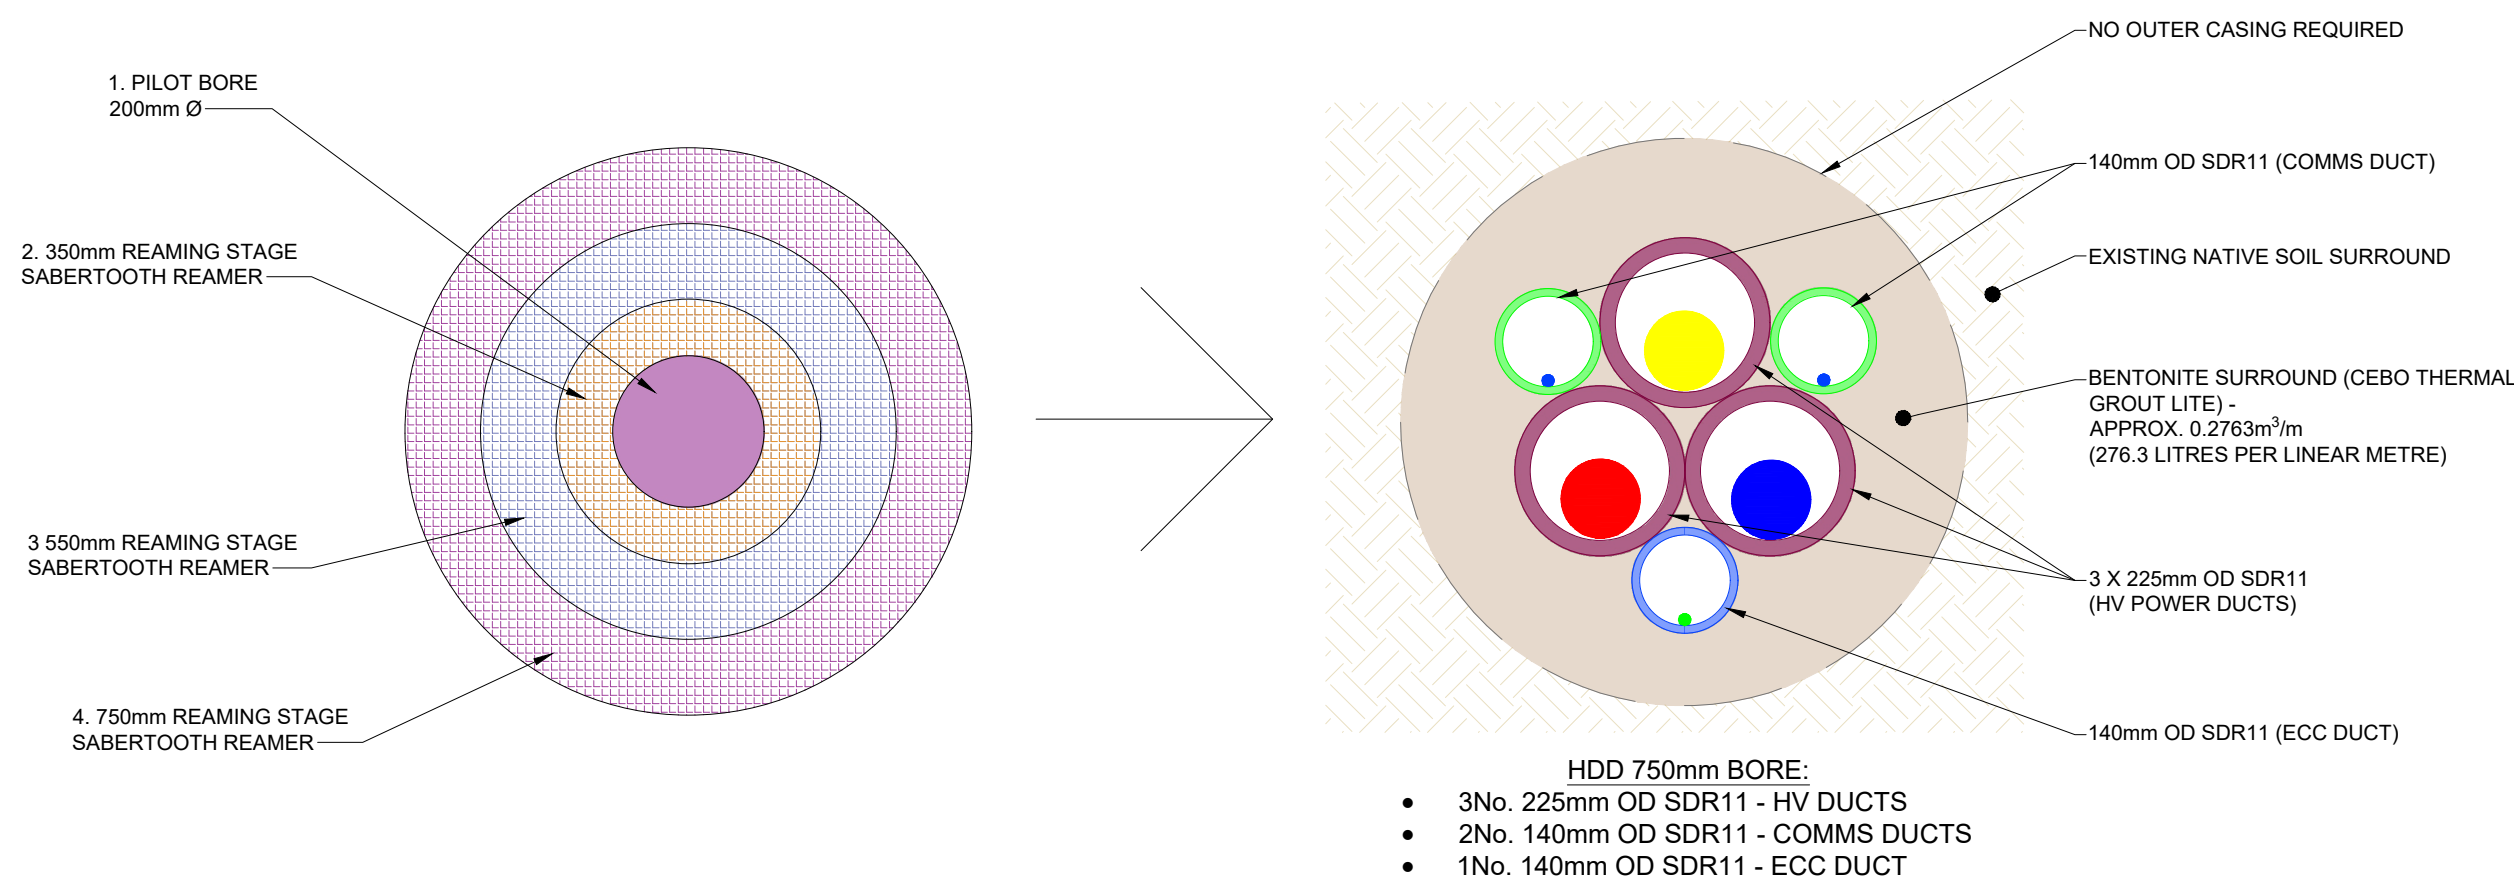 1. PILOT BORE
200mm Ø
2. 350mm REAMING STAGE
SABERTOOTH REAMER
3 550mm REAMING STAGE
SABERTOOTH REAMER
4. 750mm REAMING STAGE
SABERTOOTH REAMER
NO OUTER CASING REQUIRED
140mm OD SDR11 (COMMS DUCT)
EXISTING NATIVE SOIL SURROUND
BENTONITE SURROUND (CEBO THERMAL
GROUT LITE) -
APPROX. 0.2763m³/m
(276.3 LITRES PER LINEAR METRE)
3 X 225mm OD SDR11
(HV POWER DUCTS)
140mm OD SDR11 (ECC DUCT)
HDD 750mm BORE:
• 3No. 225mm OD SDR11 - HV DUCTS
• 2No. 140mm OD SDR11 - COMMS DUCTS
• 1No. 140mm OD SDR11 - ECC DUCT